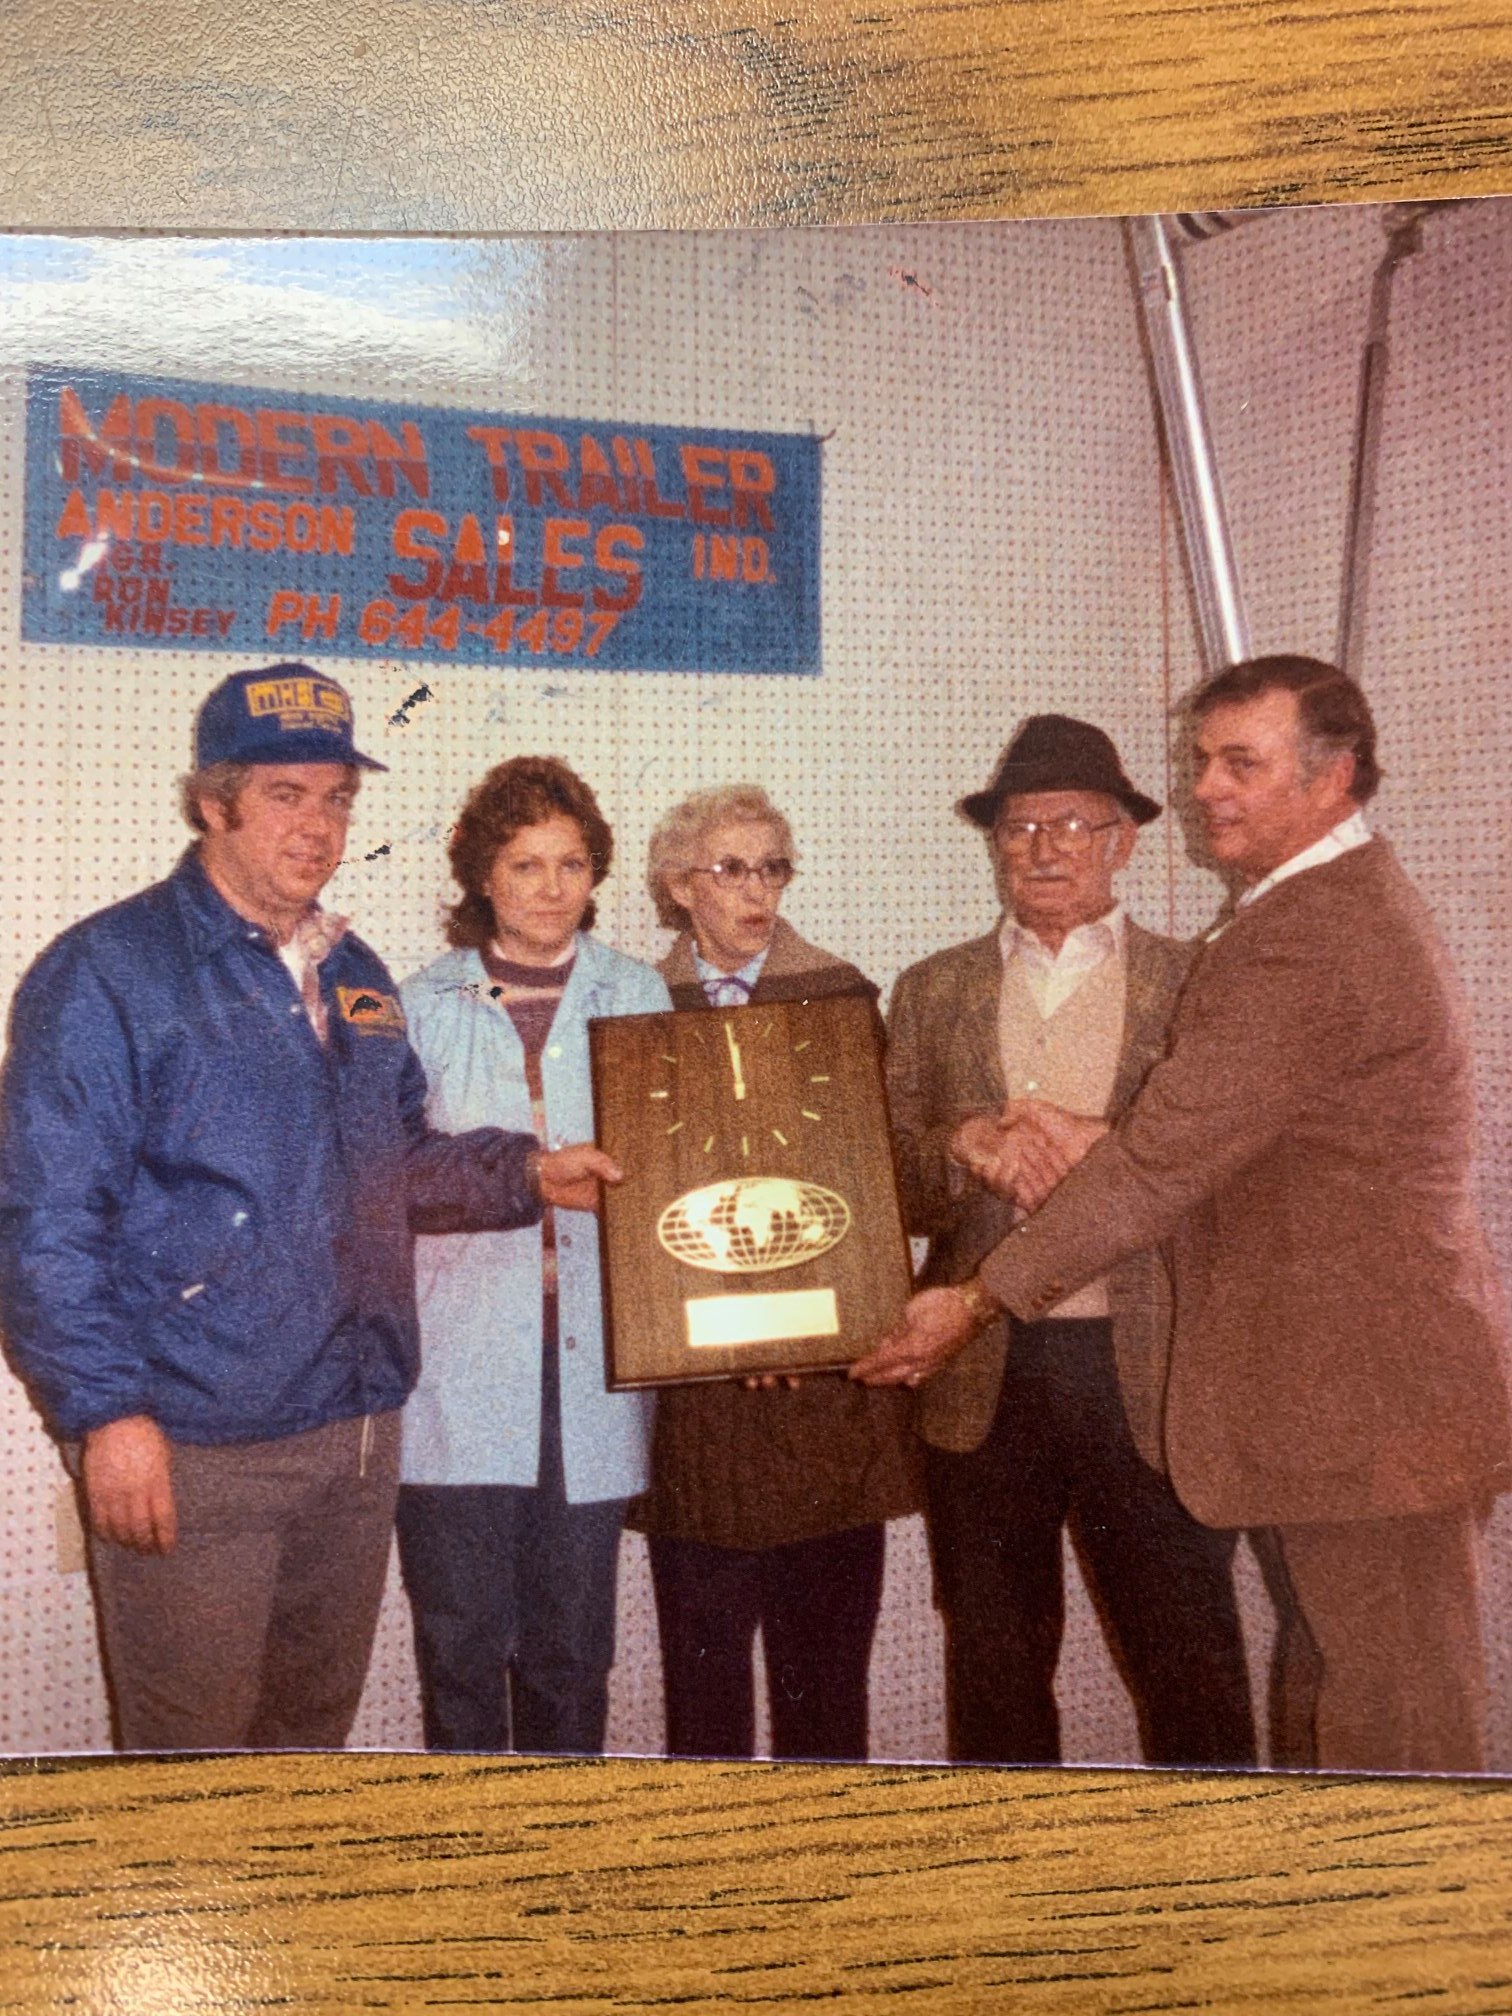 MODERN TRAILER
ANDERSON SALES IND.
MGR.
RON
KINSEY PH 644-4497